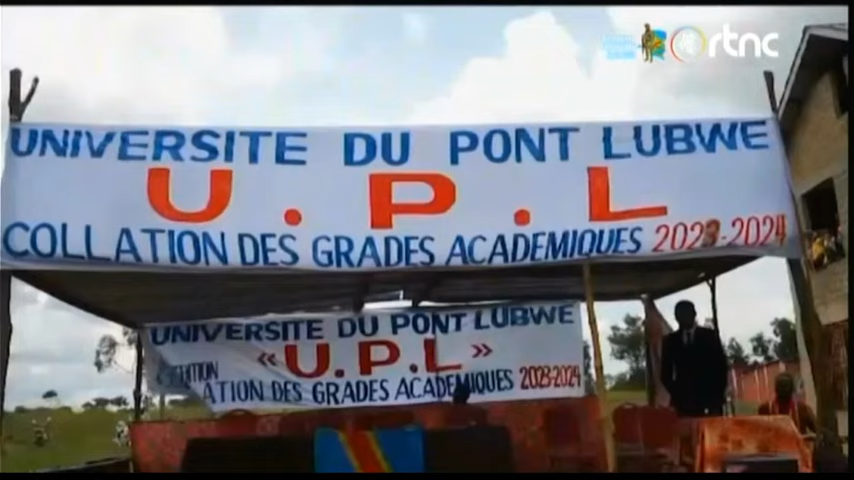 rtnc
UNIVERSITE DU PONT LUBWE
U.P.L
COLLATION DES GRADES ACADEMIQUES 2023-2024
UNIVERSITE DU PONT LUBWE
« U.P.L »
ATION DES GRADES ACADEMIQUES 2023-2024